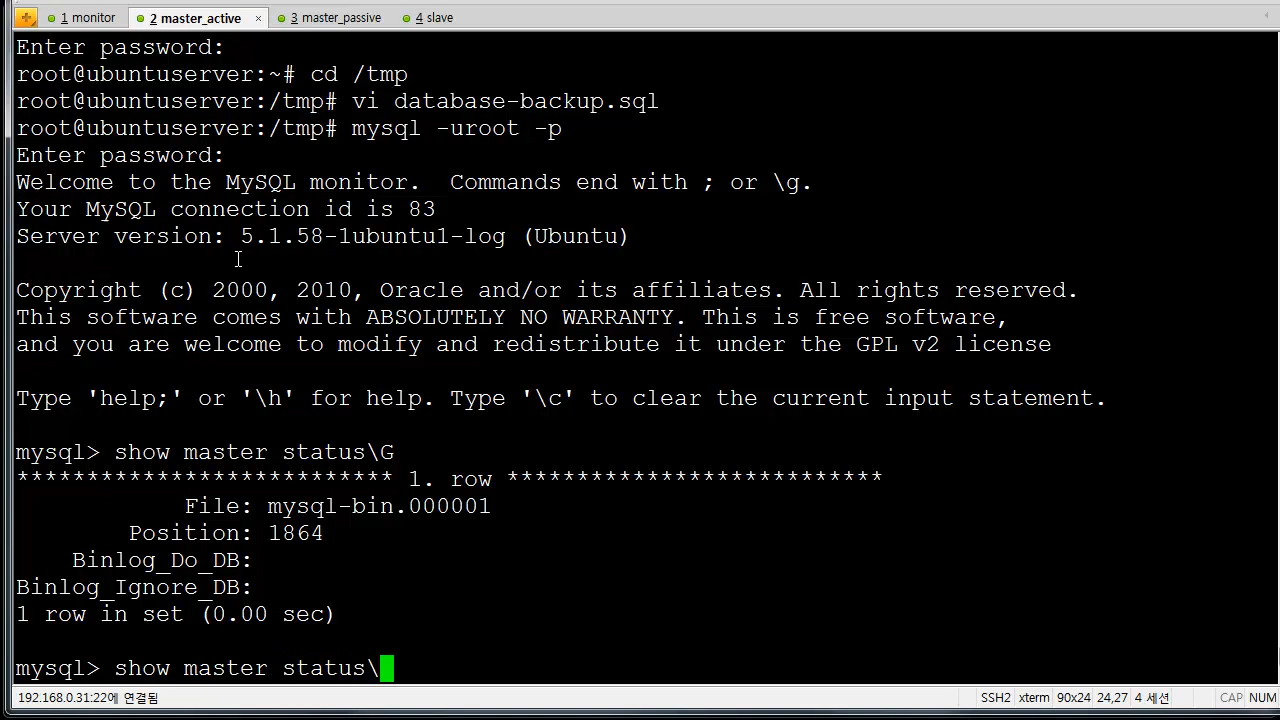 1 monitor 2 master_active × 3 master_passive 4 slave
Enter password:
root@ubuntuserver:~# cd /tmp
root@ubuntuserver:/tmp# vi database-backup.sql
root@ubuntuserver:/tmp# mysql -uroot -p
Enter password:
Welcome to the MySQL monitor.  Commands end with ; or \g.
Your MySQL connection id is 83
Server version: 5.1.58-1ubuntu1-log (Ubuntu)
Copyright (c) 2000, 2010, Oracle and/or its affiliates. All rights reserved.
This software comes with ABSOLUTELY NO WARRANTY. This is free software,
and you are welcome to modify and redistribute it under the GPL v2 license
Type 'help;' or '\h' for help. Type '\c' to clear the current input statement.
mysql> show master status\G
*************************** 1. row ***************************
File: mysql-bin.000001
Position: 1864
Binlog_Do_DB:
Binlog_Ignore_DB:
1 row in set (0.00 sec)
mysql> show master status\
192.168.0.31:22에 연결됨 SSH2 xterm 90x24 24,27 4 세션 CAP NUM